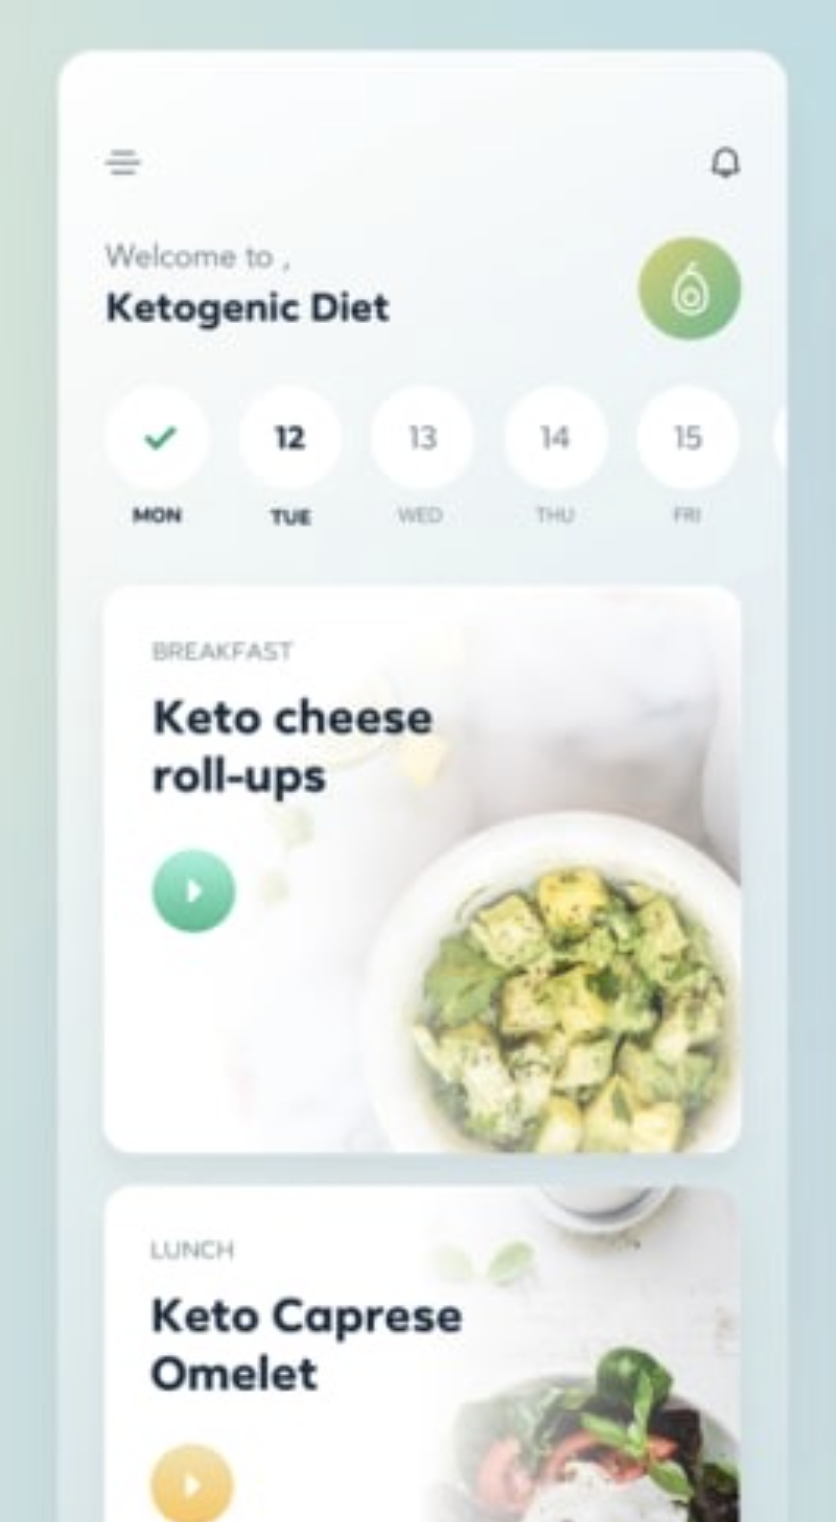 Welcome to ,
Ketogenic Diet
12 13 14 15
MON TUE WED THU FRI
BREAKFAST
Keto cheese
roll-ups
LUNCH
Keto Caprese
Omelet